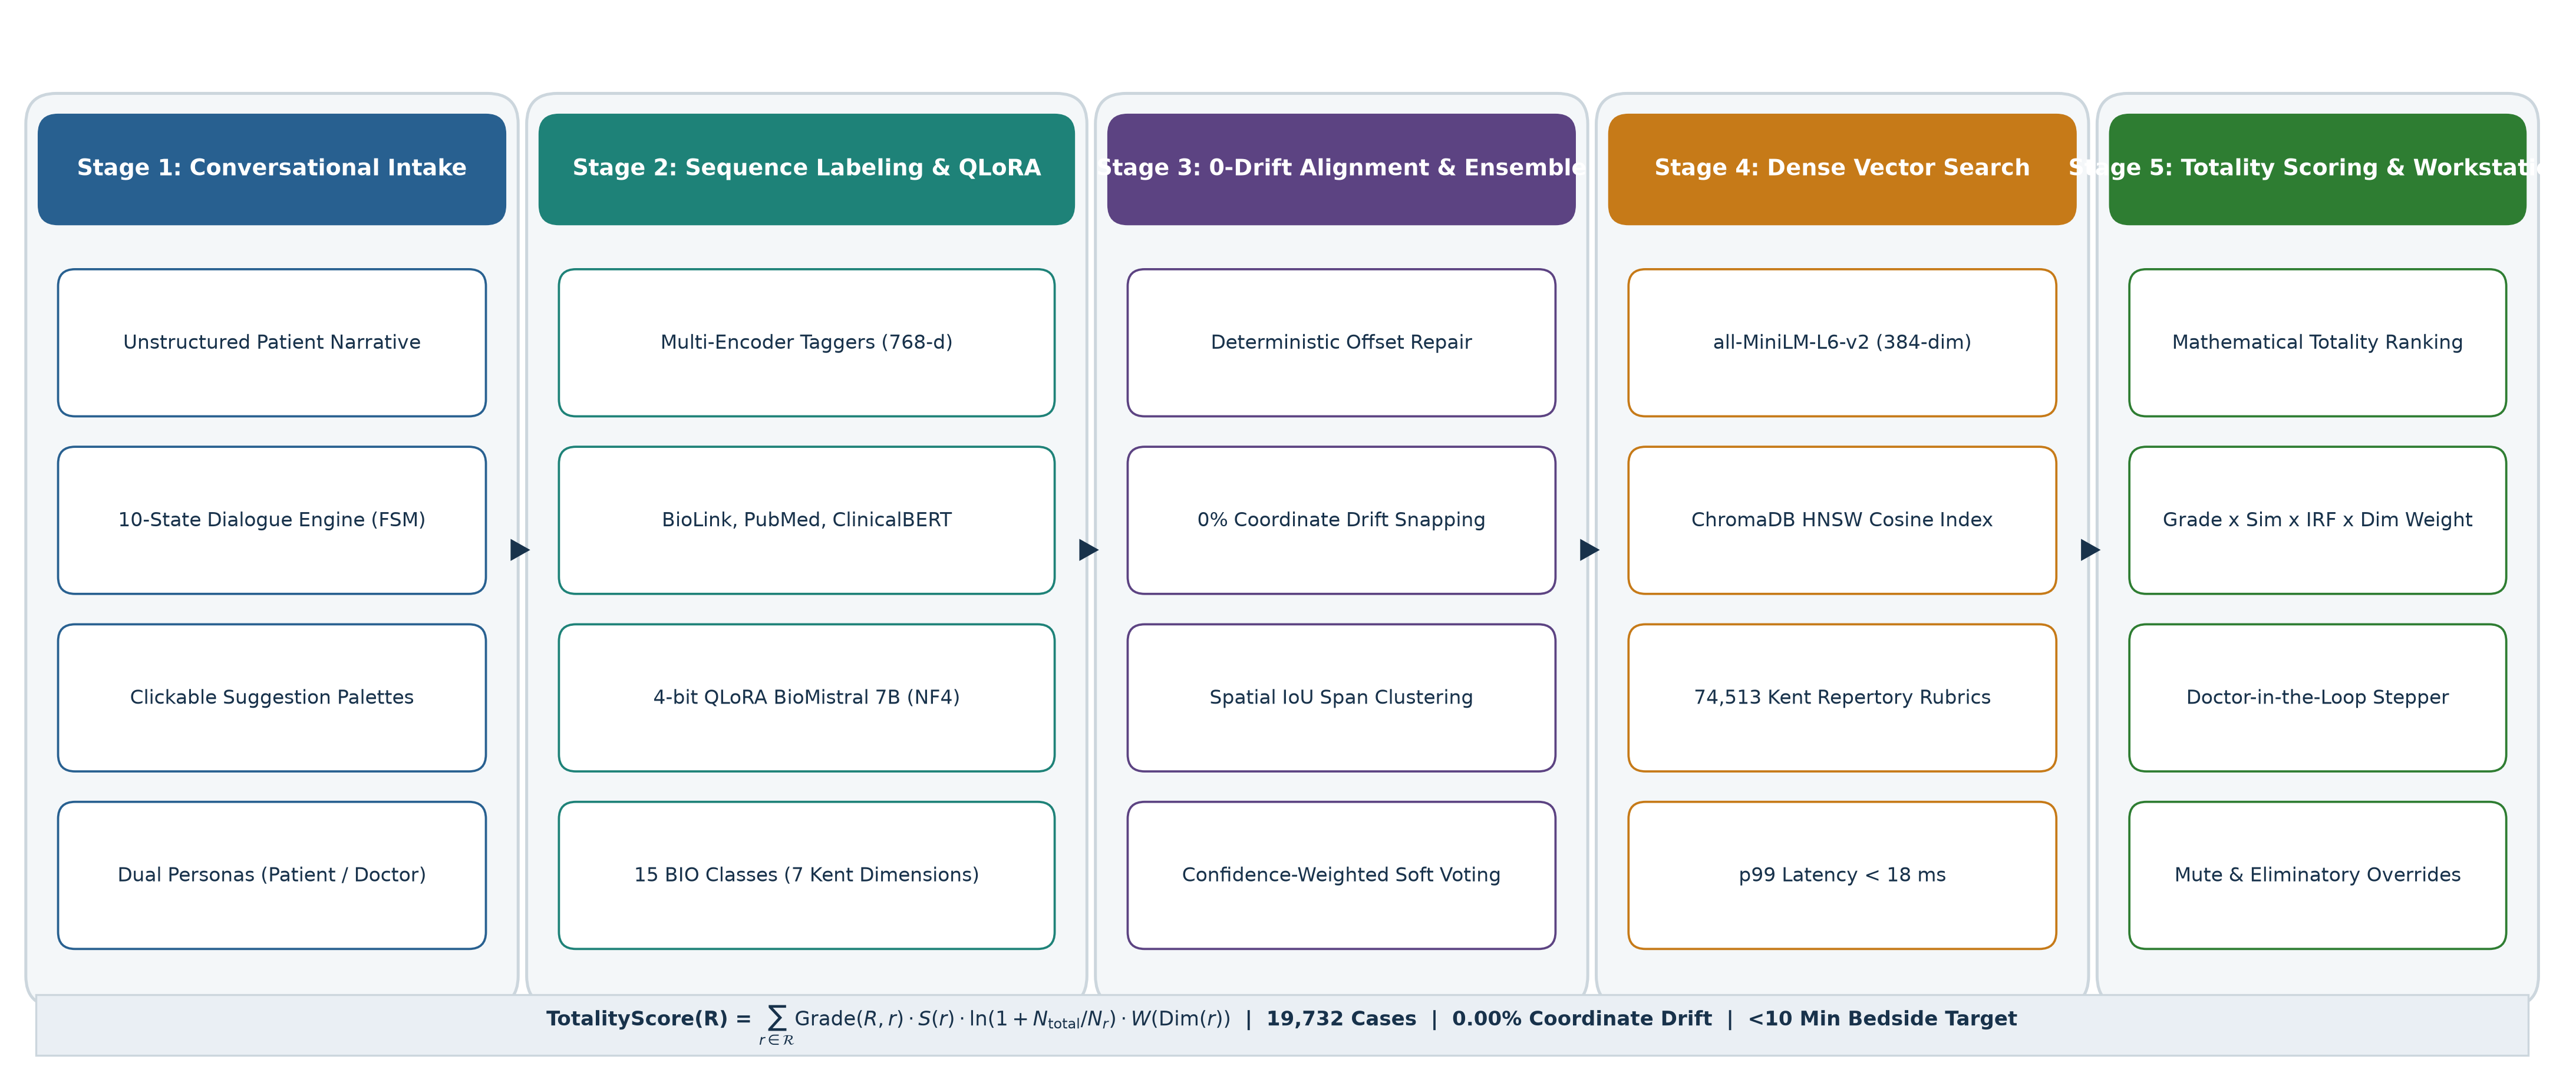 Stage 1: Conversational Intake
Unstructured Patient Narrative
10-State Dialogue Engine (FSM)
Clickable Suggestion Palettes
Dual Personas (Patient / Doctor)
Stage 2: Sequence Labeling & QLoRA
Multi-Encoder Taggers (768-d)
BioLink, PubMed, ClinicalBERT
4-bit QLoRA BioMistral 7B (NF4)
15 BIO Classes (7 Kent Dimensions)
Stage 3: 0-Drift Alignment & Ensemble
Deterministic Offset Repair
0% Coordinate Drift Snapping
Spatial IoU Span Clustering
Confidence-Weighted Soft Voting
Stage 4: Dense Vector Search
all-MiniLM-L6-v2 (384-dim)
ChromaDB HNSW Cosine Index
74,513 Kent Repertory Rubrics
p99 Latency < 18 ms
Stage 5: Totality Scoring &
Mathematical Totality Ranking
Grade x Sim x IRF x Dim Weight
Doctor-in-the-Loop Stepper
Mute & Eliminatory Overrides
TotalityScore(R) = ∑_{r∈ℛ} Grade(R, r) · S(r) · ln(1 + N_total/N_r) · W(Dim(r)) | 19,732 Cases | 0.00% Coordinate Drift | <10 Min Bedside Target